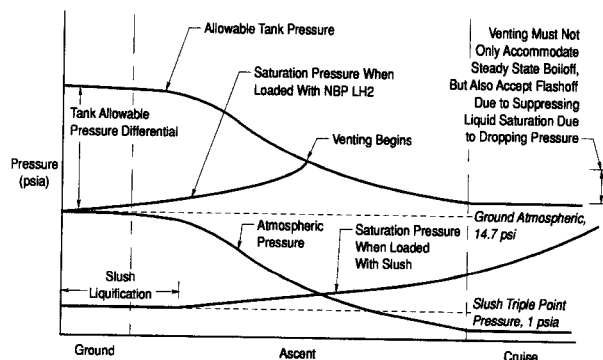 Allowable Tank Pressure
Venting Must Not
Only Accommodate
Steady State Boiloff,
But Also Accept Flashoff
Due to Suppressing
Liquid Saturation Due
to Dropping Pressure
Saturation Pressure When
Loaded With NBP LH2
Tank Allowable
Pressure Differential
Venting Begins
Pressure
(psia)
Ground Atmospheric,
14.7 psi
Atmospheric
Pressure
Saturation Pressure
When Loaded
With Slush
Slush
Liquification
Slush Triple Point
Pressure, 1 psia
Ground
Ascent
Cruise